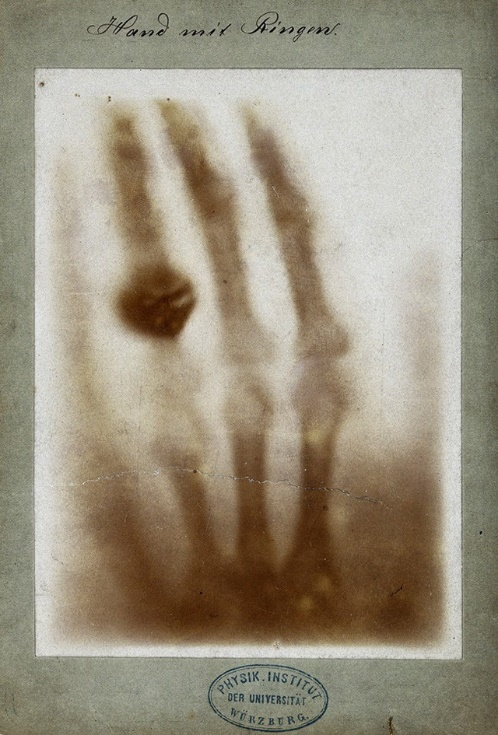 Hand mit Ringen.
PHYSIK. INSTITUT
DER UNIVERSITÄT
WÜRZBURG.